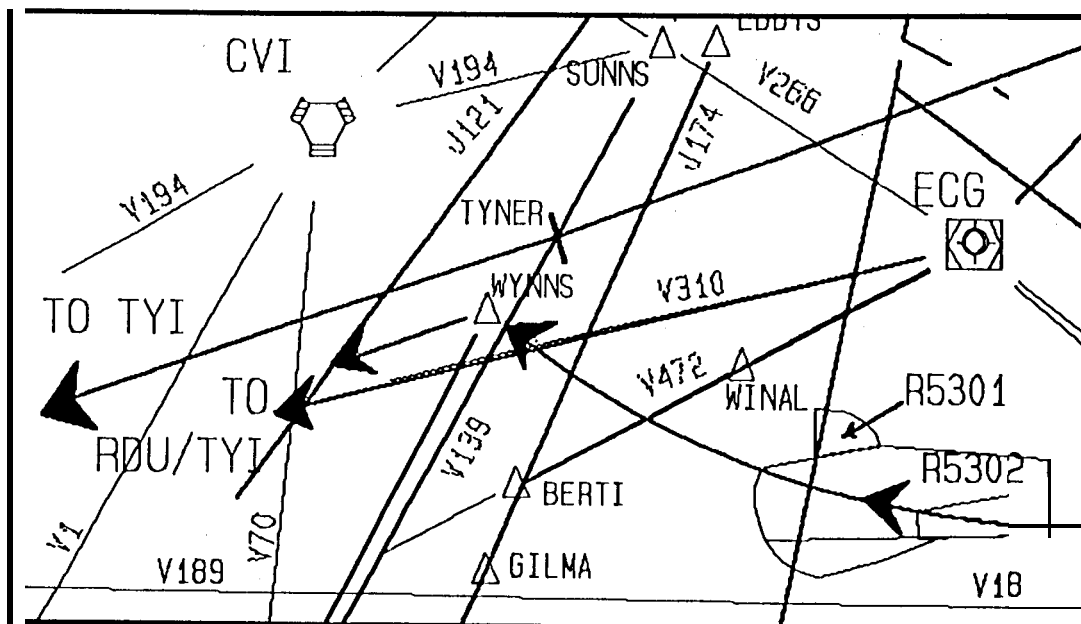 CVI
V194
J121
SUNNS
EDDYS
V266
J174
ECG
V194
TYNER
WYNNS
V310
TO TYI
TO
RDU/TYI
V472
WINAL
R5301
V139
BERTI
R5302
V1
V70
V189
GILMA
V18